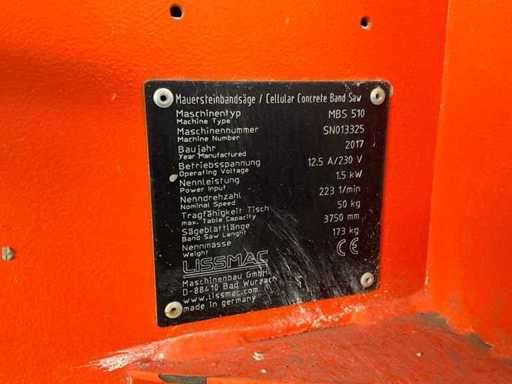 Mauersteinbandsäge / Cellular Concrete Band Saw
Maschinentyp MBS 510
Machine Type
Maschinennummer SN013325
Machine Number
Baujahr 2017
Year Manufactured
Betriebsspannung 12.5 A/230 V
Operating Voltage
Nennleistung 1.5 kW
Power Input
Nenndrehzahl 223 1/min
Nominal Speed
Tragfähigkeit Tisch 50 kg
max. Table Capacity
Sägeblattlänge 3750 mm
Band Saw Lenght
Nennmasse 173 kg
Weight
LISSMAC CE
Maschinenbau GmbH
D-88410 Bad Wurzach
www.lissmac.com
made in germany